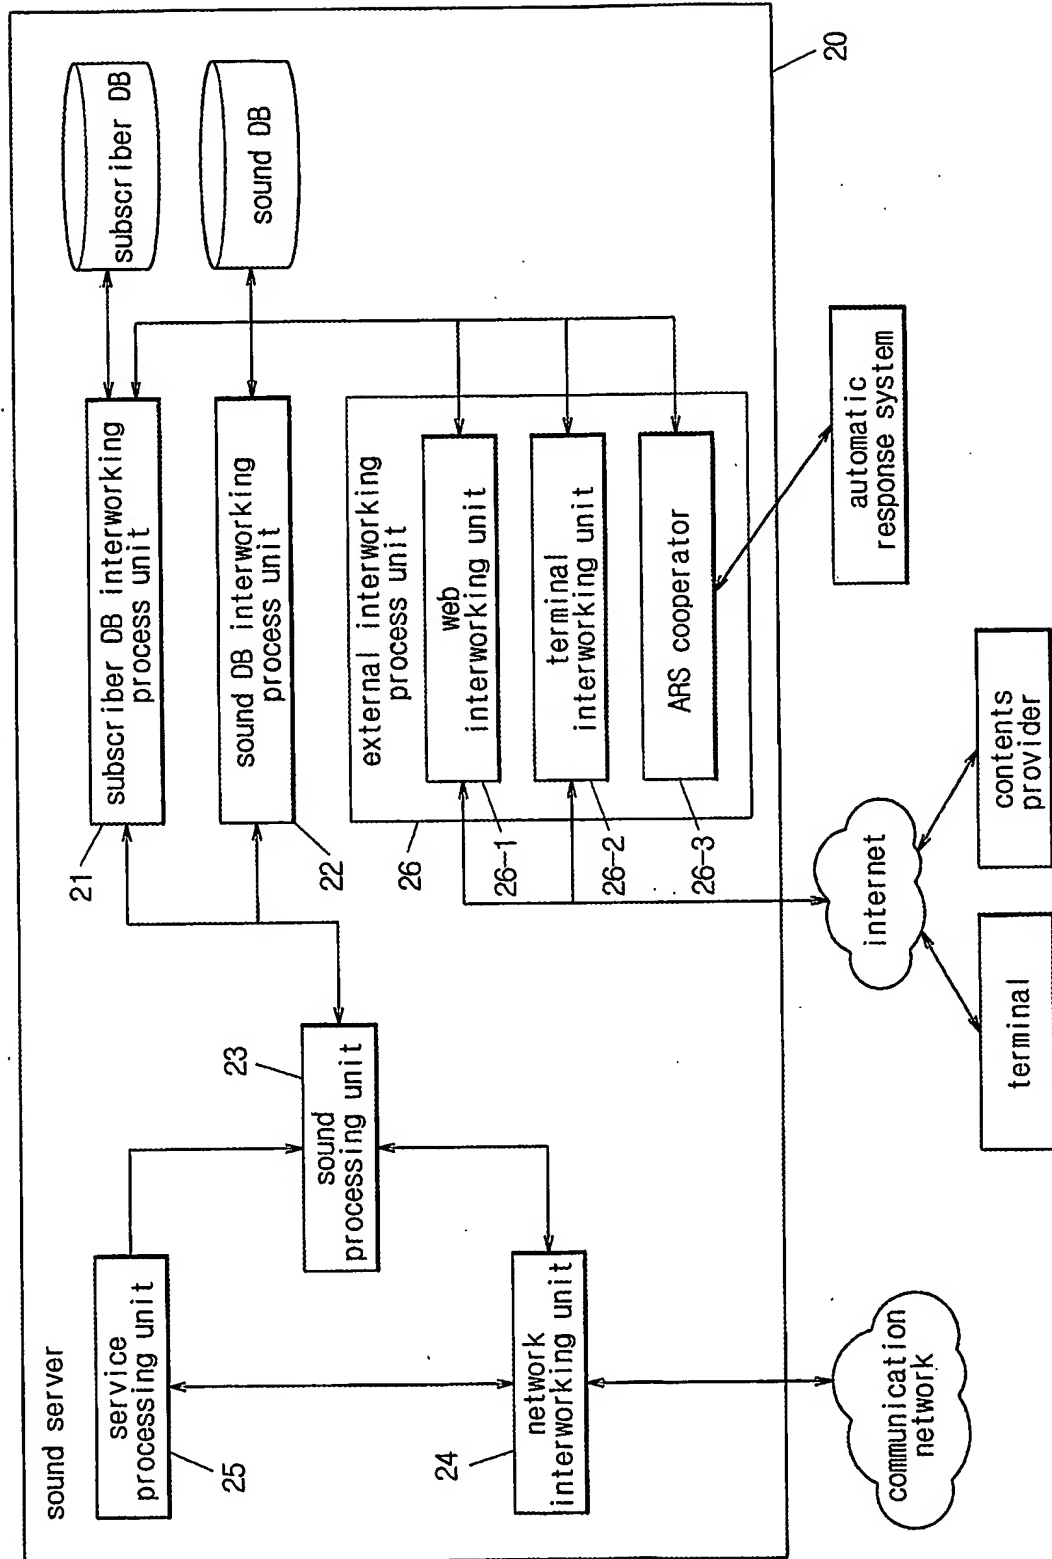 sound server
20
service
processing unit
25
network
interworking unit
24
sound
processing unit
23
subscriber DB interworking
process unit
21
sound DB interworking
process unit
22
subscriber DB
sound DB
external interworking
process unit
26
web
interworking unit
26-1
terminal
interworking unit
26-2
ARS cooperator
26-3
communication
network
internet
terminal
contents
provider
automatic
response system